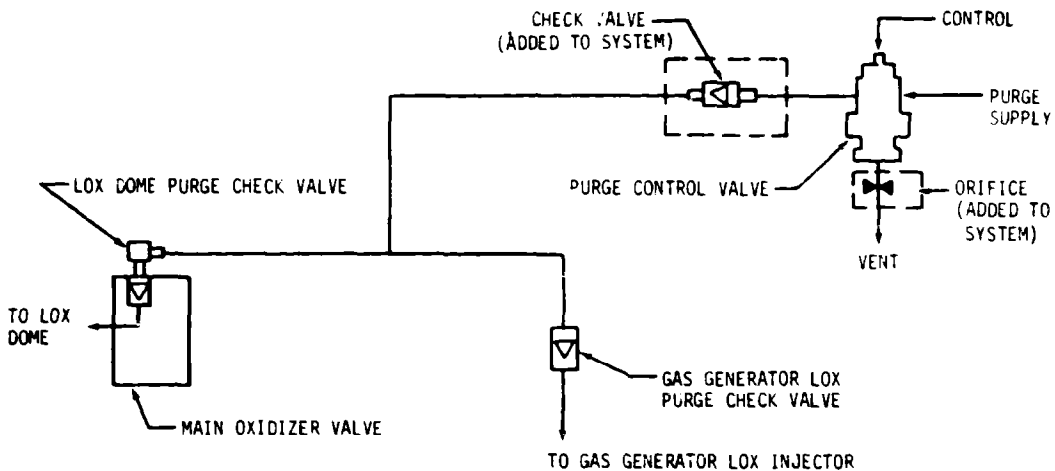 CHECK VALVE
(ADDED TO SYSTEM)
CONTROL
PURGE
SUPPLY
PURGE CONTROL VALVE
ORIFICE
(ADDED TO
SYSTEM)
VENT
LOX DOME PURGE CHECK VALVE
TO LOX
DOME
MAIN OXIDIZER VALVE
GAS GENERATOR LOX
PURGE CHECK VALVE
TO GAS GENERATOR LOX INJECTOR